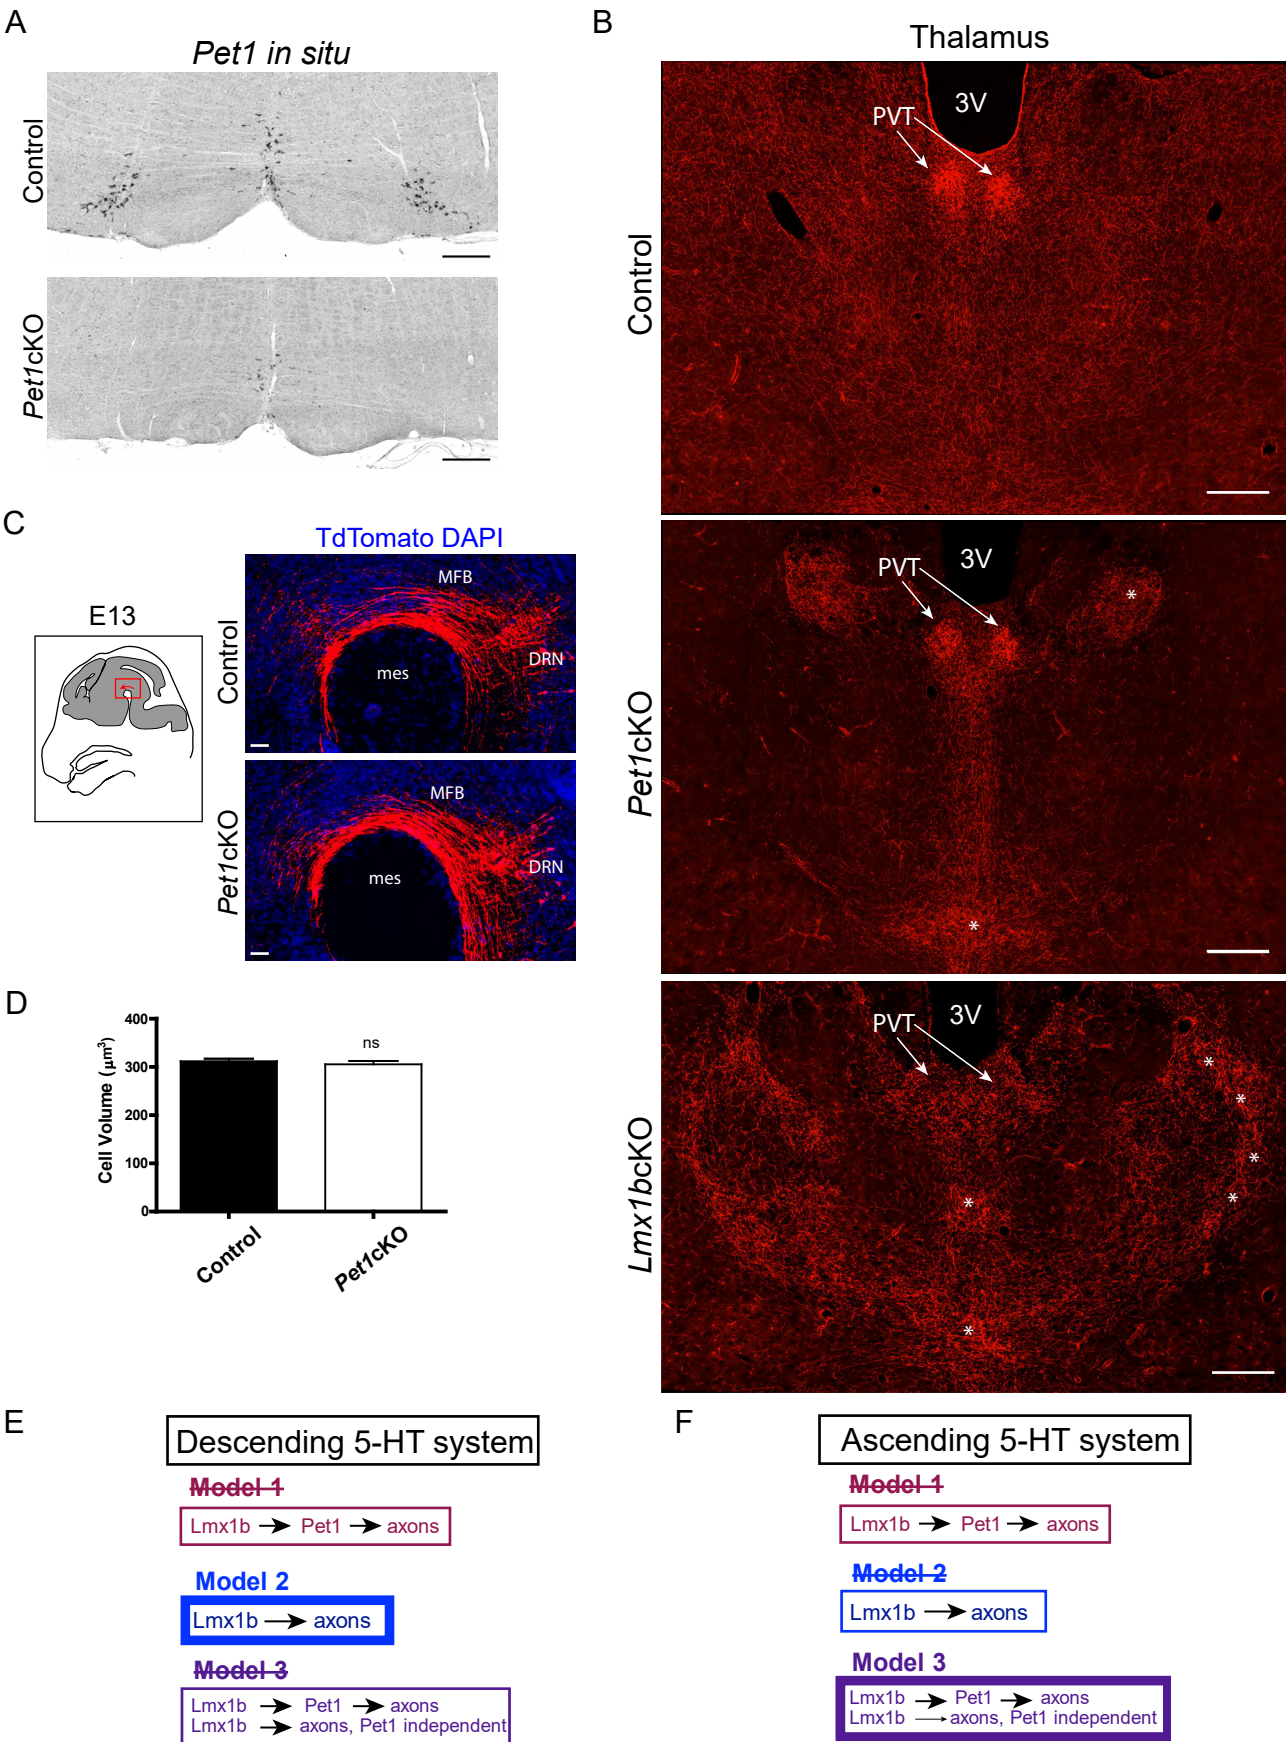 A
Pet1 in situ
Control
Pet1cKO
B
Thalamus
Control
3V
PVT
Pet1cKO
3V
PVT
*
*
Lmx1bcKO
3V
PVT
*
*
*
*
*
*
C
E13
TdTomato DAPI
Control
MFB
DRN
mes
Pet1cKO
MFB
DRN
mes
D
Cell Volume (μm³)
400
300
200
100
0
ns
Control
Pet1cKO
E
Descending 5-HT system
Model 1
Lmx1b → Pet1 → axons
Model 2
Lmx1b → axons
Model 3
Lmx1b → Pet1 → axons
Lmx1b → axons, Pet1 independent
F
Ascending 5-HT system
Model 1
Lmx1b → Pet1 → axons
Model 2
Lmx1b → axons
Model 3
Lmx1b → Pet1 → axons
Lmx1b → axons, Pet1 independent